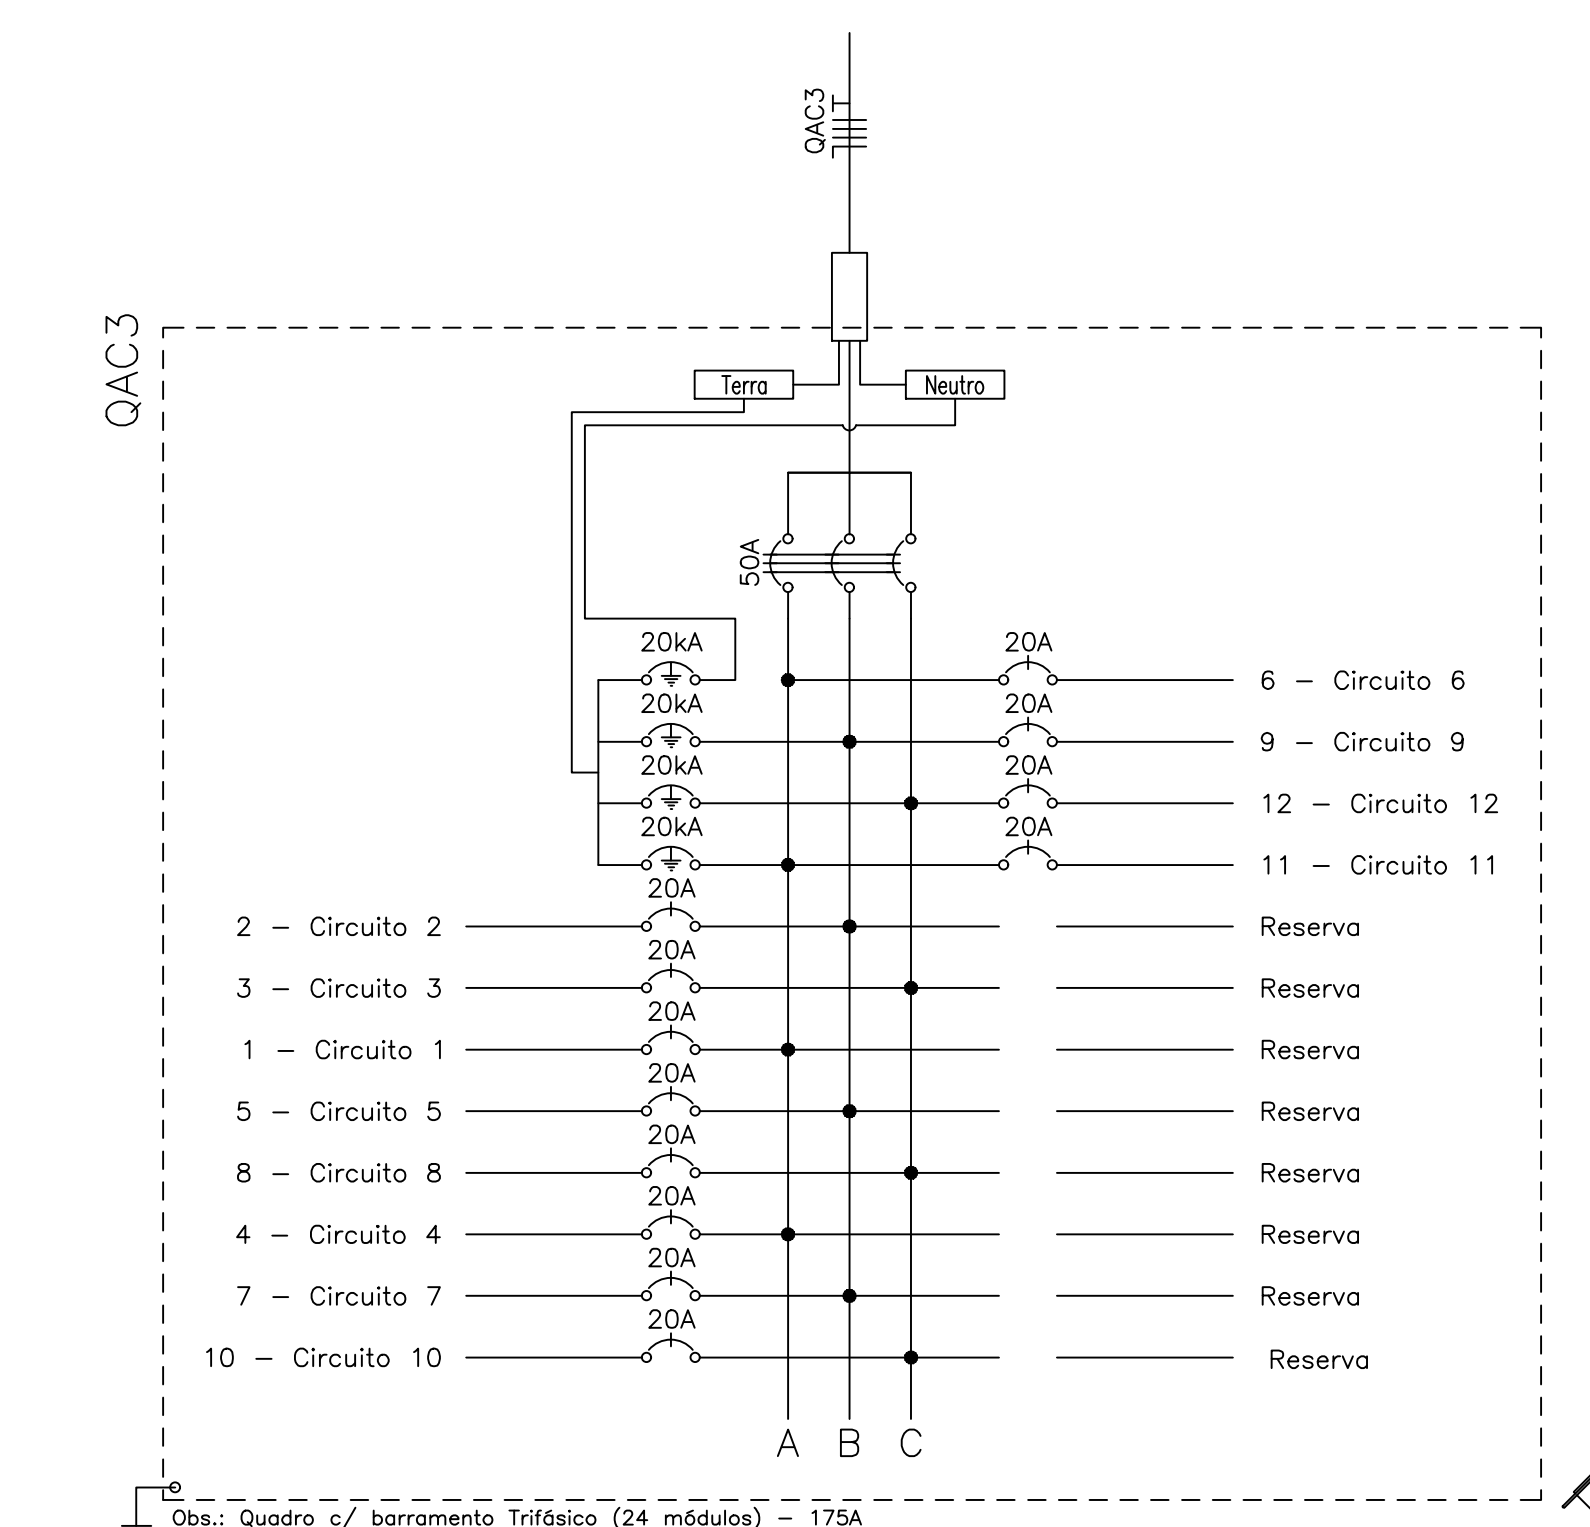 QAC3
QAC3
Terra
Neutro
50A
20kA
20A
6 – Circuito 6
20kA
20A
9 – Circuito 9
20kA
20A
12 – Circuito 12
20kA
20A
11 – Circuito 11
20A
2 – Circuito 2
Reserva
20A
3 – Circuito 3
Reserva
20A
1 – Circuito 1
Reserva
20A
5 – Circuito 5
Reserva
20A
8 – Circuito 8
Reserva
20A
4 – Circuito 4
Reserva
20A
7 – Circuito 7
Reserva
20A
10 – Circuito 10
Reserva
A B C
Obs.: Quadro c/ barramento Trifásico (24 módulos) – 175A